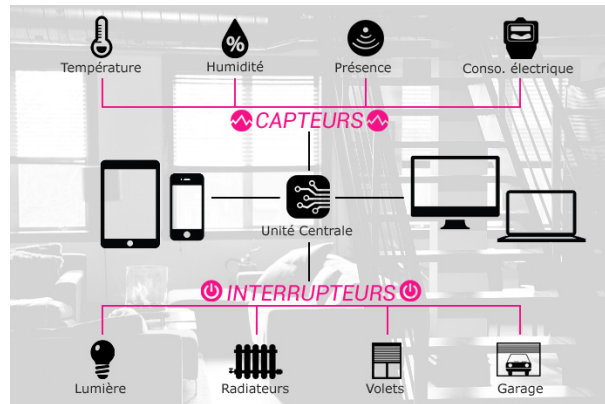 %
Température
Humidité
Présence
Conso. électrique
CAPTEURS
Unité Centrale
INTERRUPTEURS
Lumière
Radiateurs
Volets
Garage